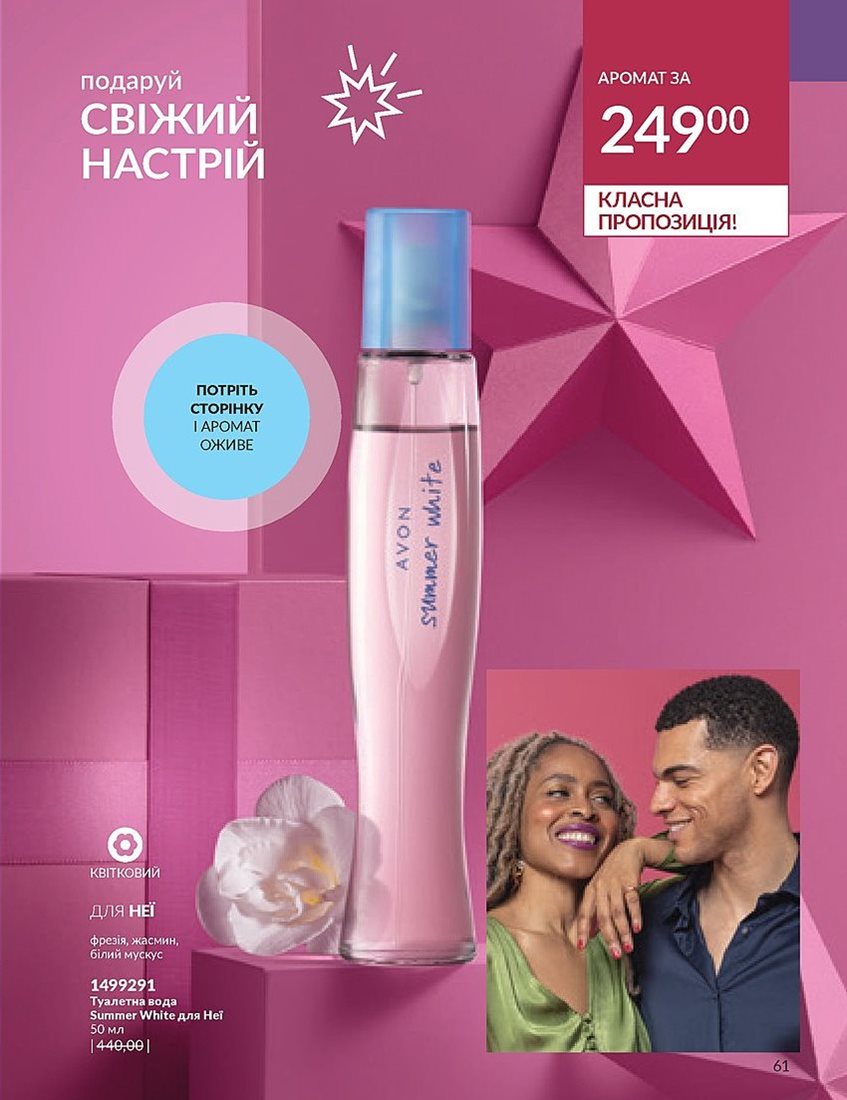 подаруй
СВІЖИЙ
НАСТРІЙ
АРОМАТ ЗА
249⁰⁰
КЛАСНА
ПРОПОЗИЦІЯ!
ПОТРІТЬ
СТОРІНКУ
І АРОМАТ
ОЖИВЕ
AVON
summer white
КВІТКОВИЙ
ДЛЯ НЕЇ
фрезія, жасмин,
білий мускус
1499291
Туалетна вода
Summer White для Неї
50 мл
| 440,00 |
61